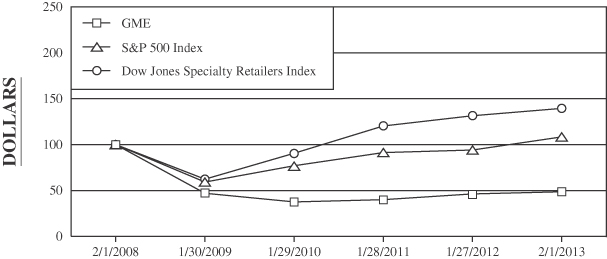 250
200
150
100
50
0
DOLLARS
GME
S&P 500 Index
Dow Jones Specialty Retailers Index
2/1/2008 1/30/2009 1/29/2010 1/28/2011 1/27/2012 2/1/2013